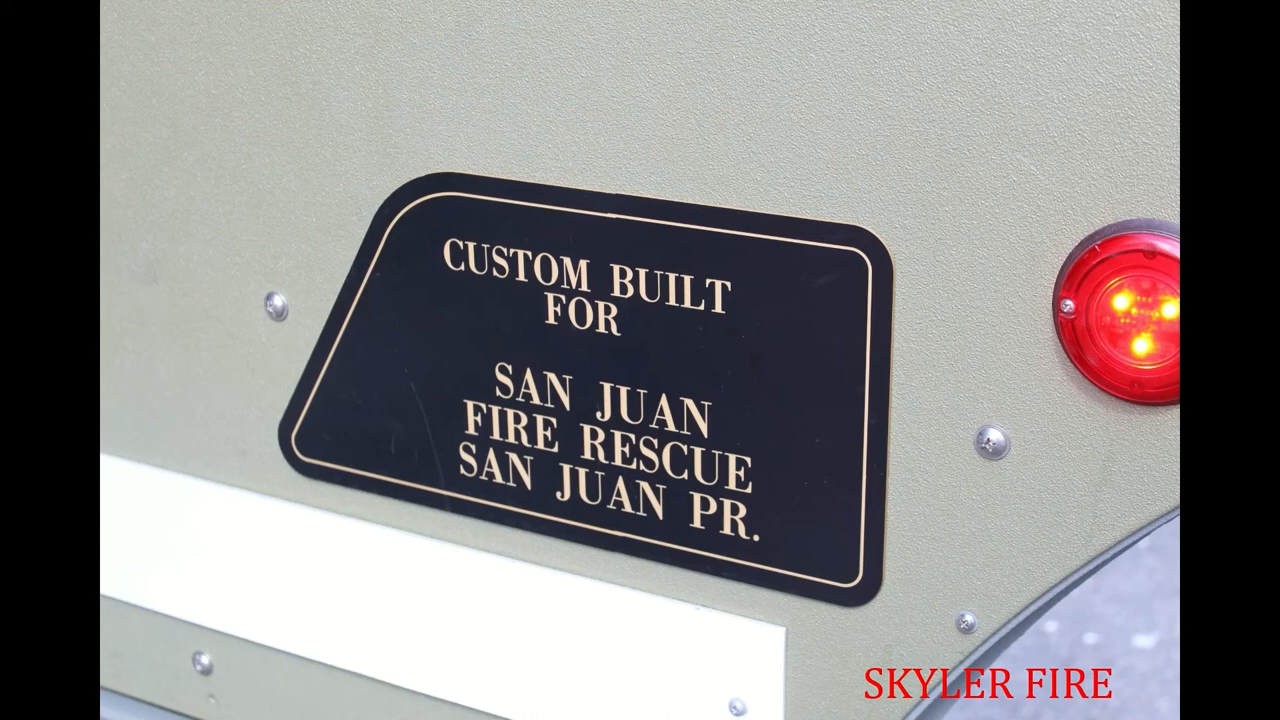 CUSTOM BUILT
FOR
SAN JUAN
FIRE RESCUE
SAN JUAN PR.
SKYLER FIRE